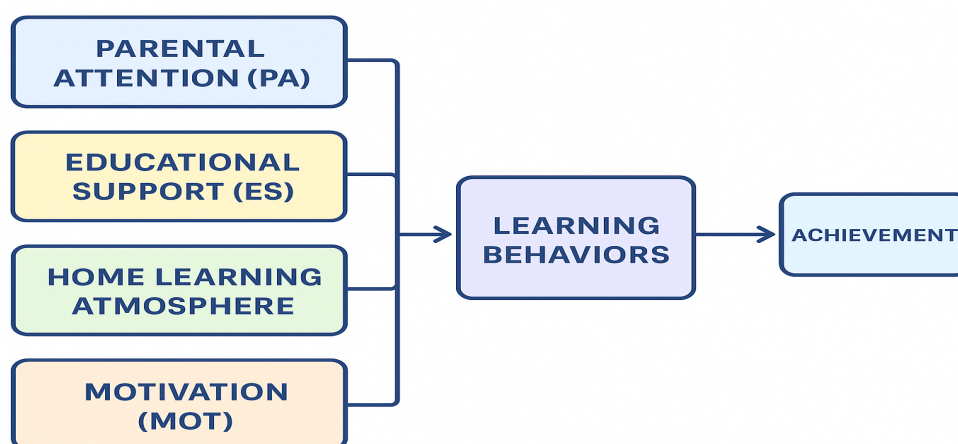 PARENTAL
ATTENTION (PA)
EDUCATIONAL
SUPPORT (ES)
HOME LEARNING
ATMOSPHERE
MOTIVATION
(MOT)
LEARNING
BEHAVIORS
ACHIEVEMENT